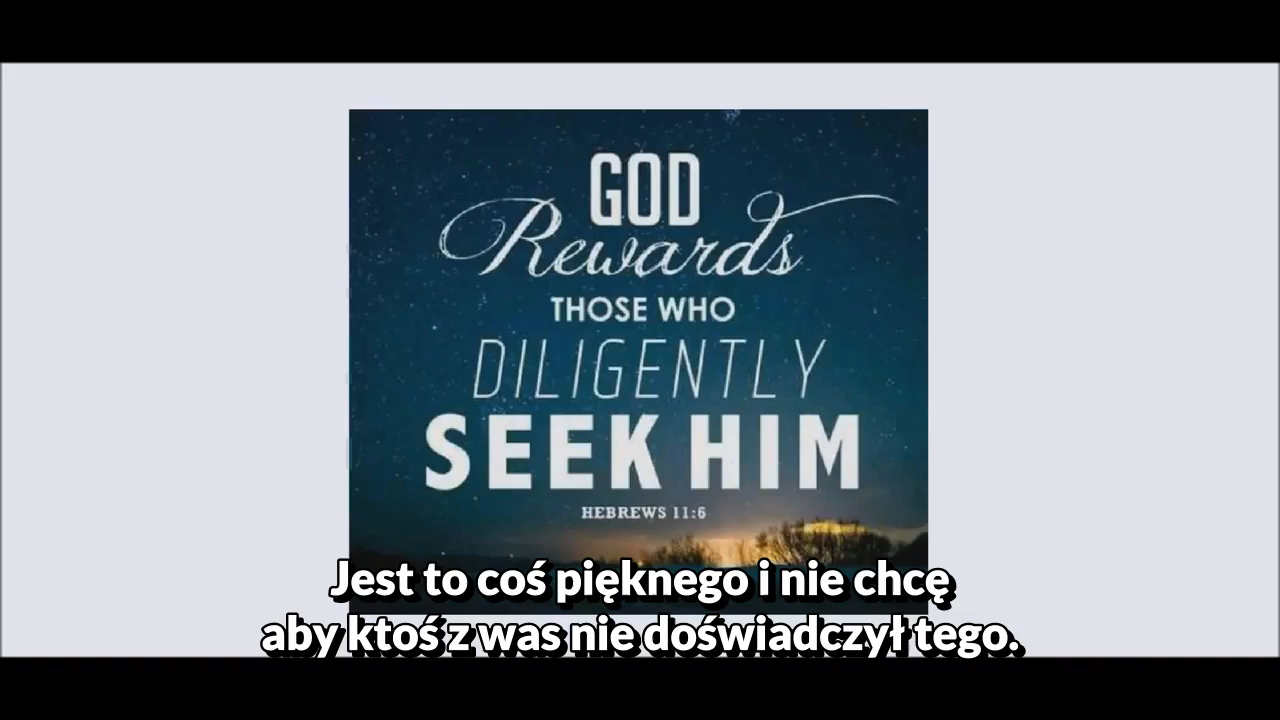 GOD
Rewards
THOSE WHO
DILIGENTLY
SEEK HIM
HEBREWS 11:6
Jest to coś pięknego i nie chcę
aby ktoś z was nie doświadczył tego.